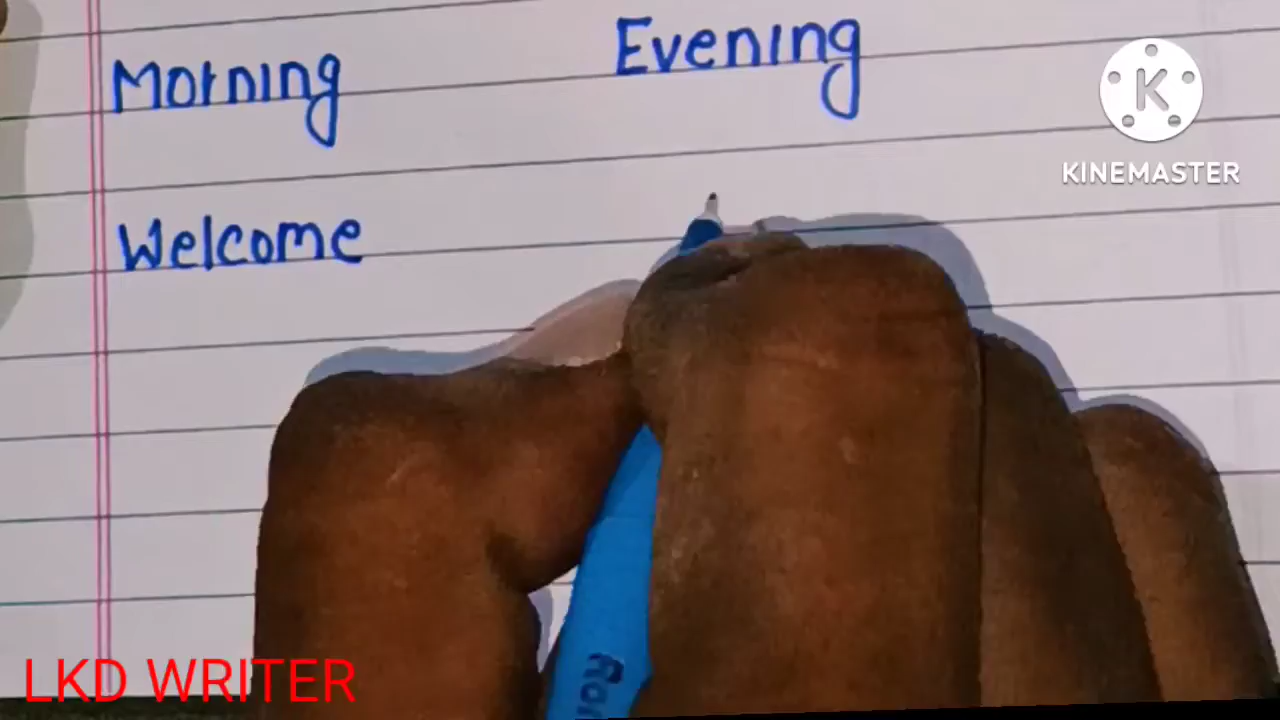 Morning Evening
K
KINEMASTER
Welcome
LKD WRITER